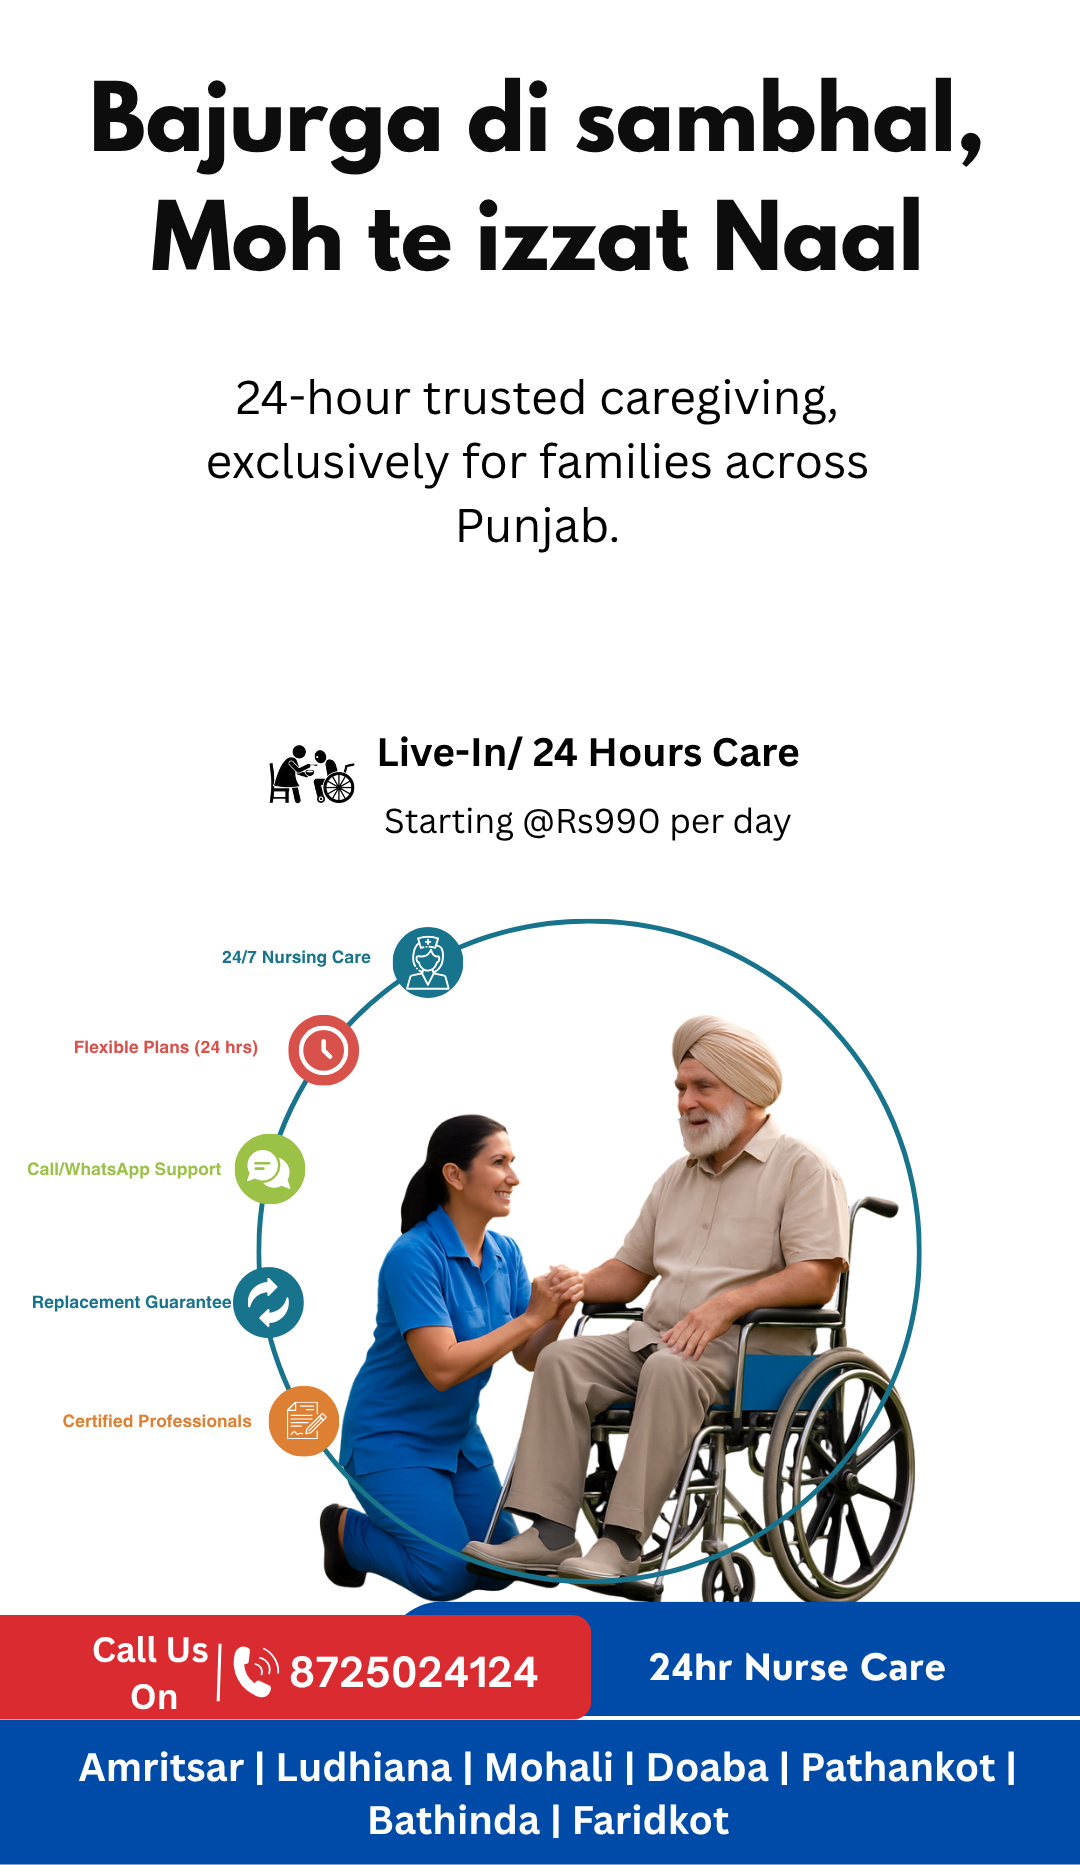 Bajurga di sambhal,
Moh te izzat Naal
24-hour trusted caregiving,
exclusively for families across
Punjab.
Live-In/ 24 Hours Care
Starting @Rs990 per day
24/7 Nursing Care
Flexible Plans (24 hrs)
Call/WhatsApp Support
Replacement Guarantee
Certified Professionals
Call Us
On
8725024124
24hr Nurse Care
Amritsar | Ludhiana | Mohali | Doaba | Pathankot |
Bathinda | Faridkot